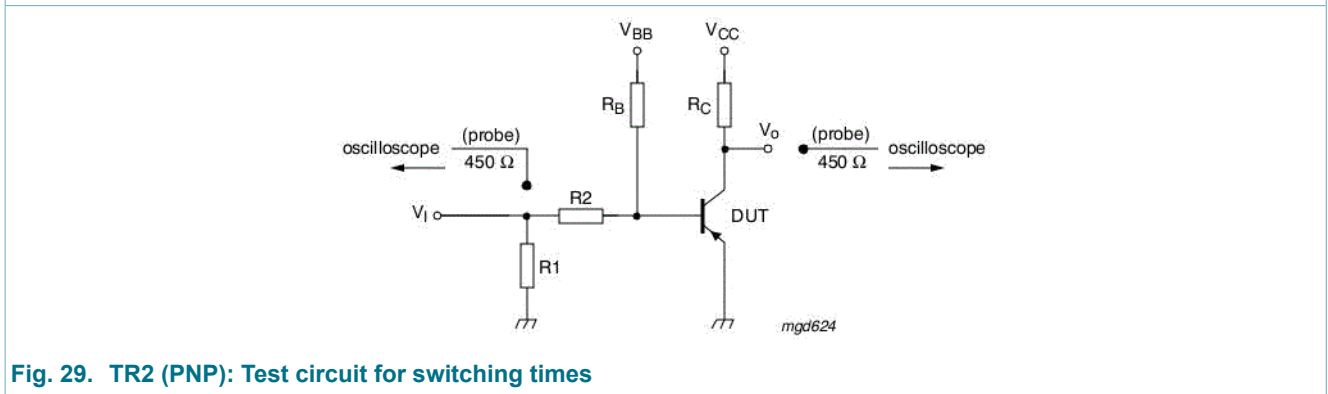 V_BB V_CC
R_B R_C
V_o
oscilloscope (probe) 450 Ω
(probe) 450 Ω oscilloscope
R2
V_I
DUT
R1
mgd624
Fig. 29. TR2 (PNP): Test circuit for switching times